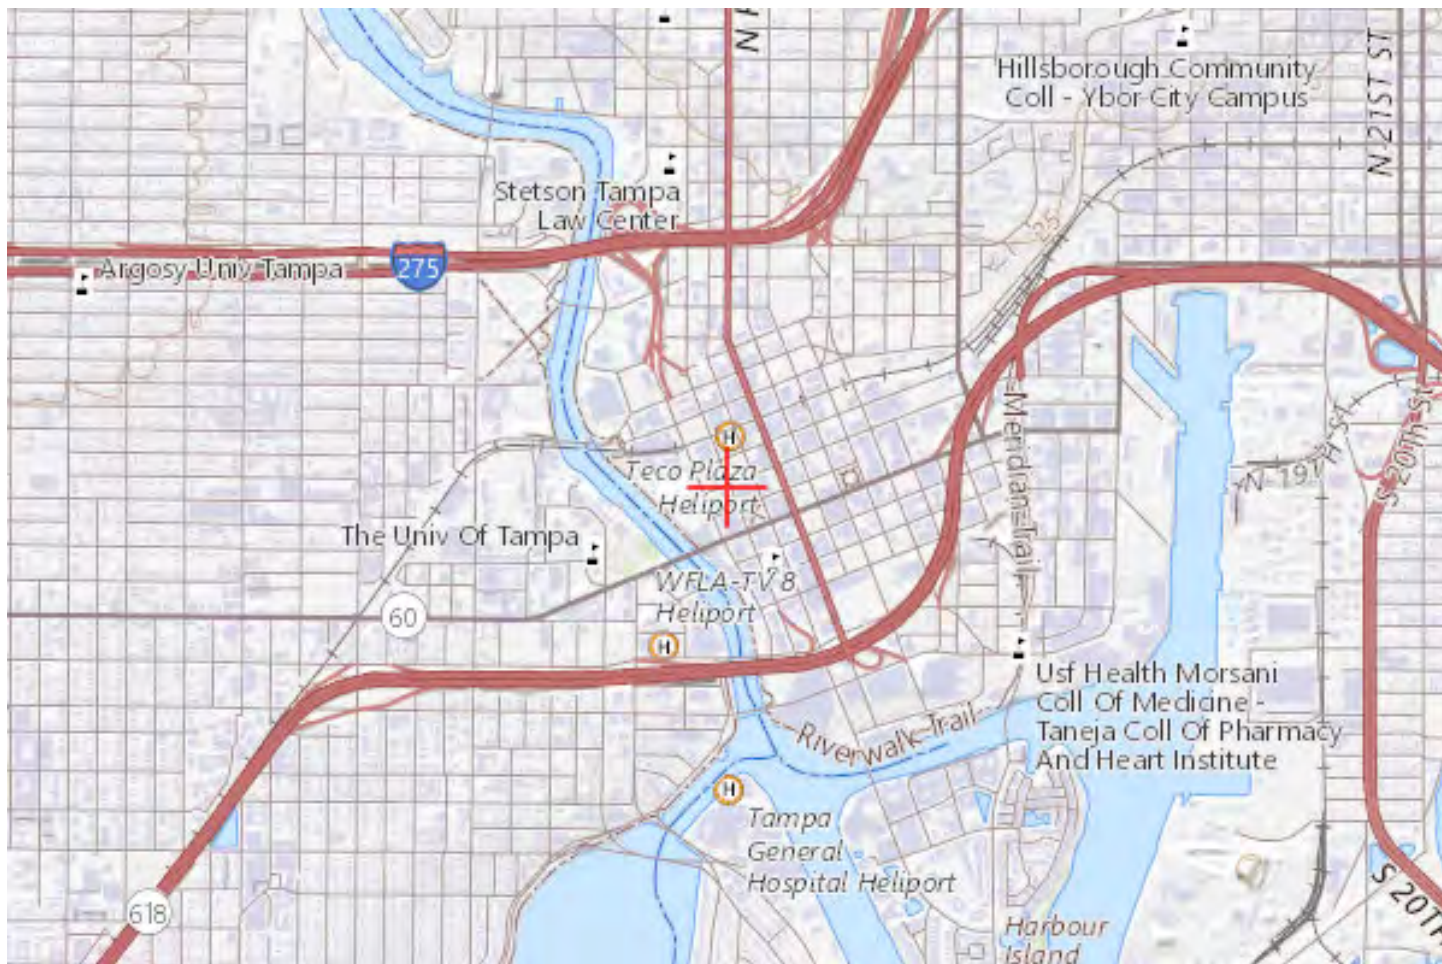 N
Hillsborough Community
Coll - Ybor City Campus
N 21ST ST
Stetson Tampa
Law Center
25
Argosy Univ Tampa
275
Meridian Trail
H
Teco Plaza
Heliport
N 19TH St
S 20Th St
The Univ Of Tampa
WFLA-TV 8
Heliport
60
H
Usf Health Morsani
Coll Of Medicine -
Taneja Coll Of Pharmacy
And Heart Institute
Riverwalk Trail
H
Tampa
General
Hospital Heliport
618
S 20TH
Harbour
Island